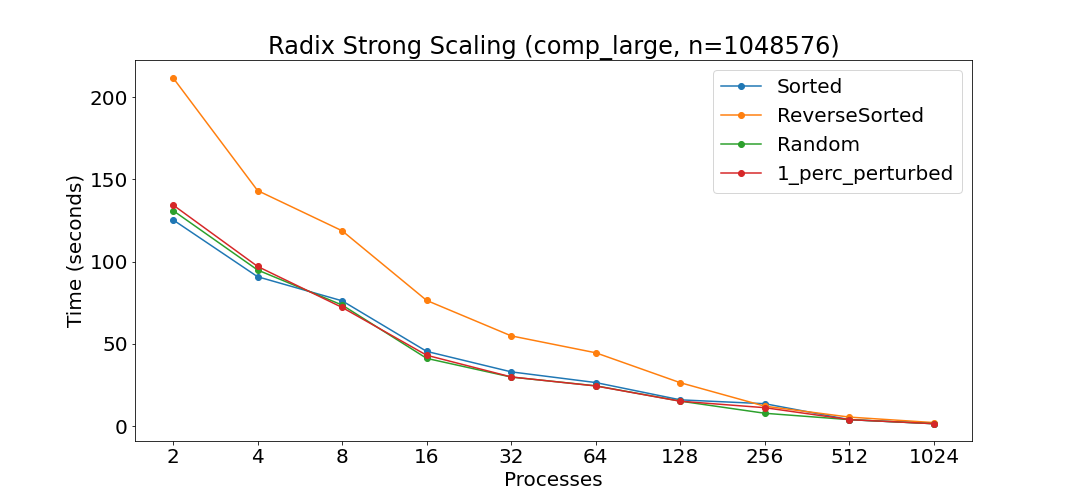 Radix Strong Scaling (comp_large, n=1048576)
Sorted
ReverseSorted
Random
1_perc_perturbed
Time (seconds)
200
150
100
50
0
2 4 8 16 32 64 128 256 512 1024
Processes